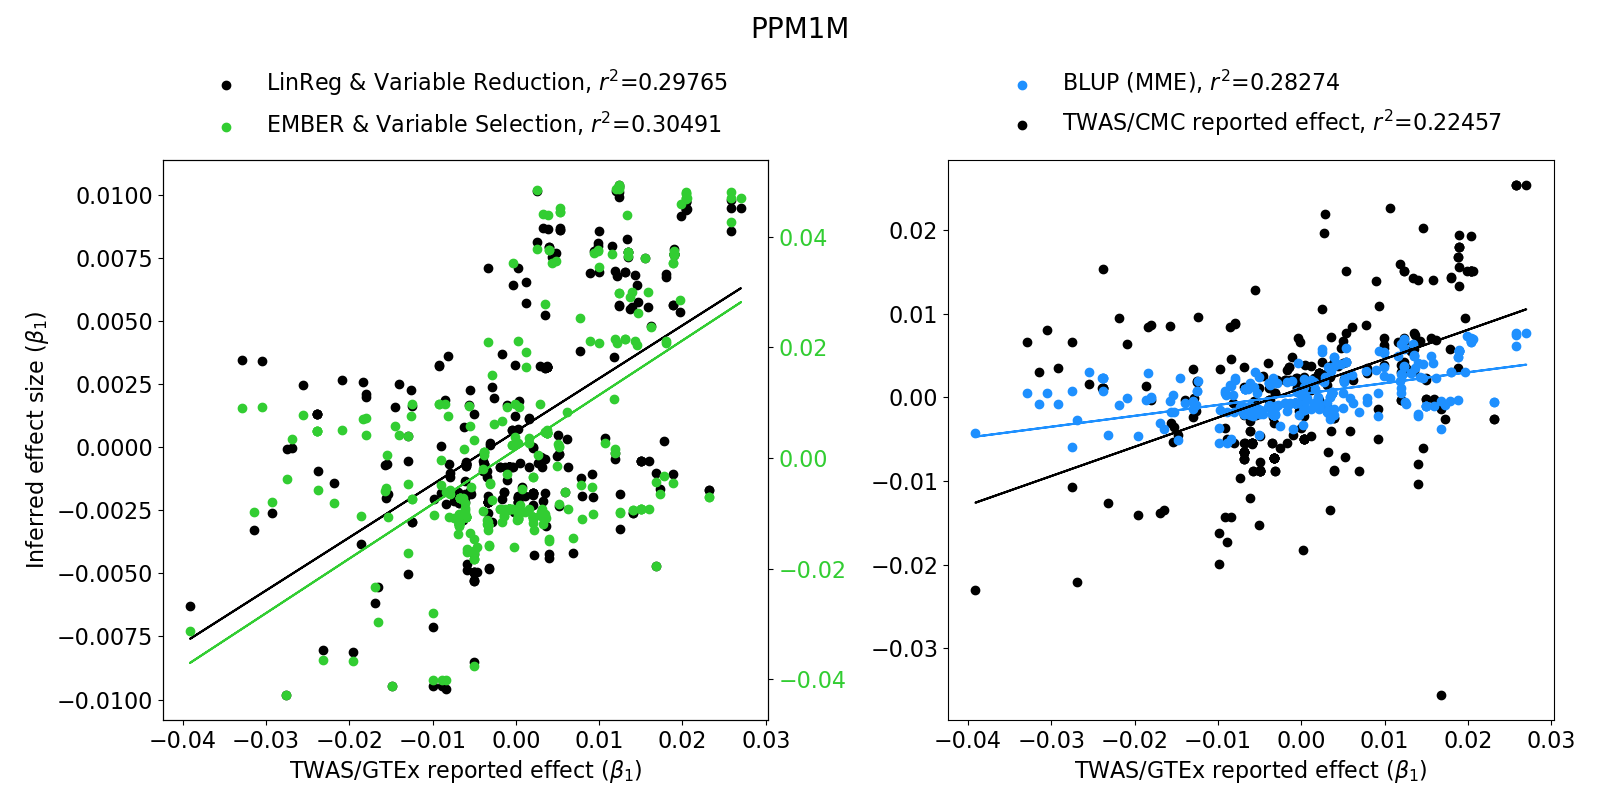 PPM1M
LinReg & Variable Reduction, r²=0.29765
EMBER & Variable Selection, r²=0.30491
BLUP (MME), r²=0.28274
TWAS/CMC reported effect, r²=0.22457
Inferred effect size (β₁)
0.0100
0.0075
0.0050
0.0025
0.0000
−0.0025
−0.0050
−0.0075
−0.0100
0.04
0.02
0.00
−0.02
−0.04
−0.04 −0.03 −0.02 −0.01 0.00 0.01 0.02 0.03
TWAS/GTEx reported effect (β₁)
0.02
0.01
0.00
−0.01
−0.02
−0.03
−0.04 −0.03 −0.02 −0.01 0.00 0.01 0.02 0.03
TWAS/GTEx reported effect (β₁)